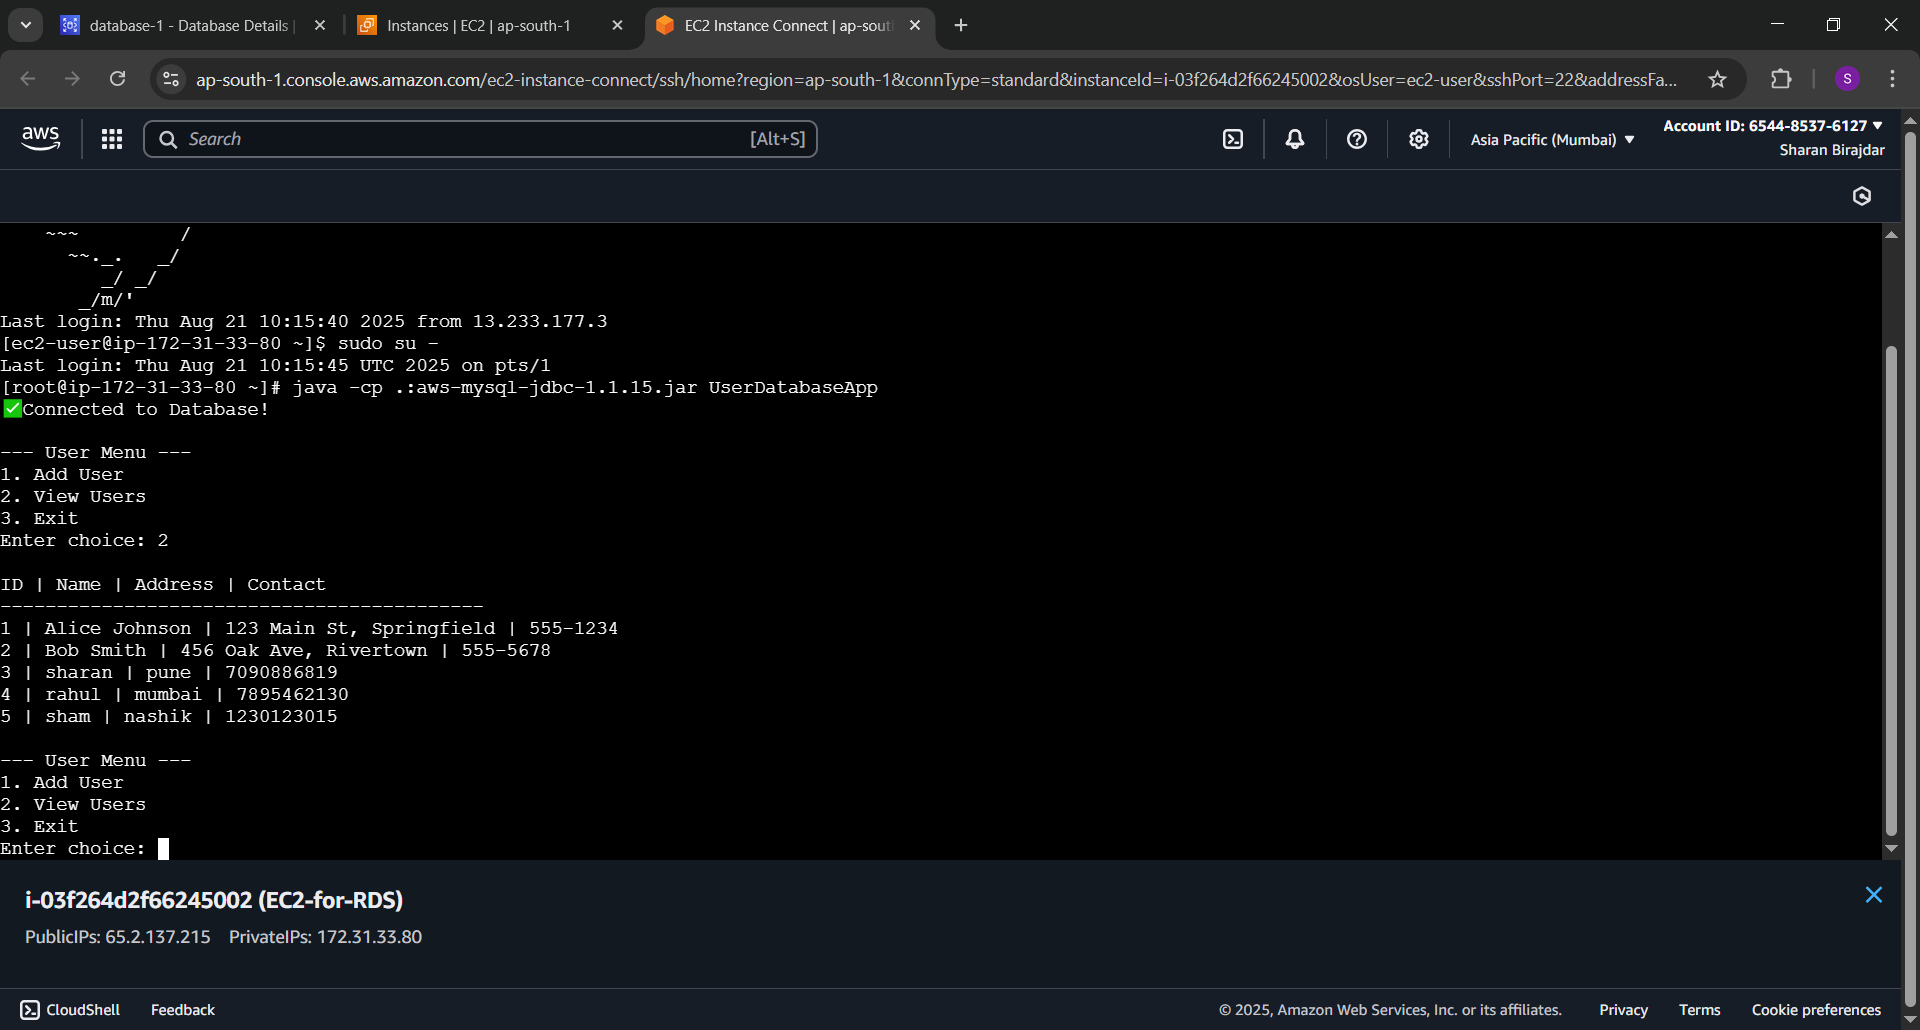 database-1 - Database Details
Instances | EC2 | ap-south-1
EC2 Instance Connect | ap-sout
ap-south-1.console.aws.amazon.com/ec2-instance-connect/ssh/home?region=ap-south-1&connType=standard&instanceId=i-03f264d2f66245002&osUser=ec2-user&sshPort=22&addressFa...
S
aws
Search
[Alt+S]
Asia Pacific (Mumbai)
Account ID: 6544-8537-6127
Sharan Birajdar
~~~         /
~~._.   _/
_/ _/
_/m/'
Last login: Thu Aug 21 10:15:40 2025 from 13.233.177.3
[ec2-user@ip-172-31-33-80 ~]$ sudo su -
Last login: Thu Aug 21 10:15:45 UTC 2025 on pts/1
[root@ip-172-31-33-80 ~]# java -cp .:aws-mysql-jdbc-1.1.15.jar UserDatabaseApp
✅Connected to Database!
--- User Menu ---
1. Add User
2. View Users
3. Exit
Enter choice: 2
ID | Name | Address | Contact
-------------------------------------------
1 | Alice Johnson | 123 Main St, Springfield | 555-1234
2 | Bob Smith | 456 Oak Ave, Rivertown | 555-5678
3 | sharan | pune | 7090886819
4 | rahul | mumbai | 7895462130
5 | sham | nashik | 1230123015
--- User Menu ---
1. Add User
2. View Users
3. Exit
Enter choice:
i-03f264d2f66245002 (EC2-for-RDS)
PublicIPs: 65.2.137.215 PrivateIPs: 172.31.33.80
CloudShell
Feedback
© 2025, Amazon Web Services, Inc. or its affiliates.
Privacy
Terms
Cookie preferences